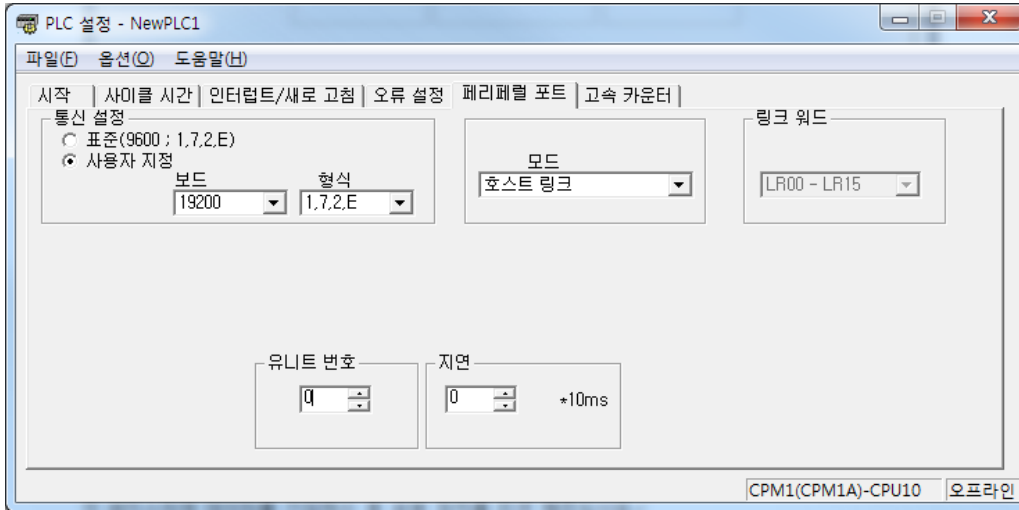 PLC 설정 - NewPLC1
파일(F) 옵션(O) 도움말(H)
시작 사이클 시간 인터럽트/새로 고침 오류 설정 페리페럴 포트 고속 카운터
통신 설정
표준(9600 ; 1,7,2,E)
사용자 지정
보드 형식
19200 1,7,2,E
모드
호스트 링크
링크 워드
LR00 - LR15
유니트 번호
0
지연
0 *10ms
CPM1(CPM1A)-CPU10 오프라인